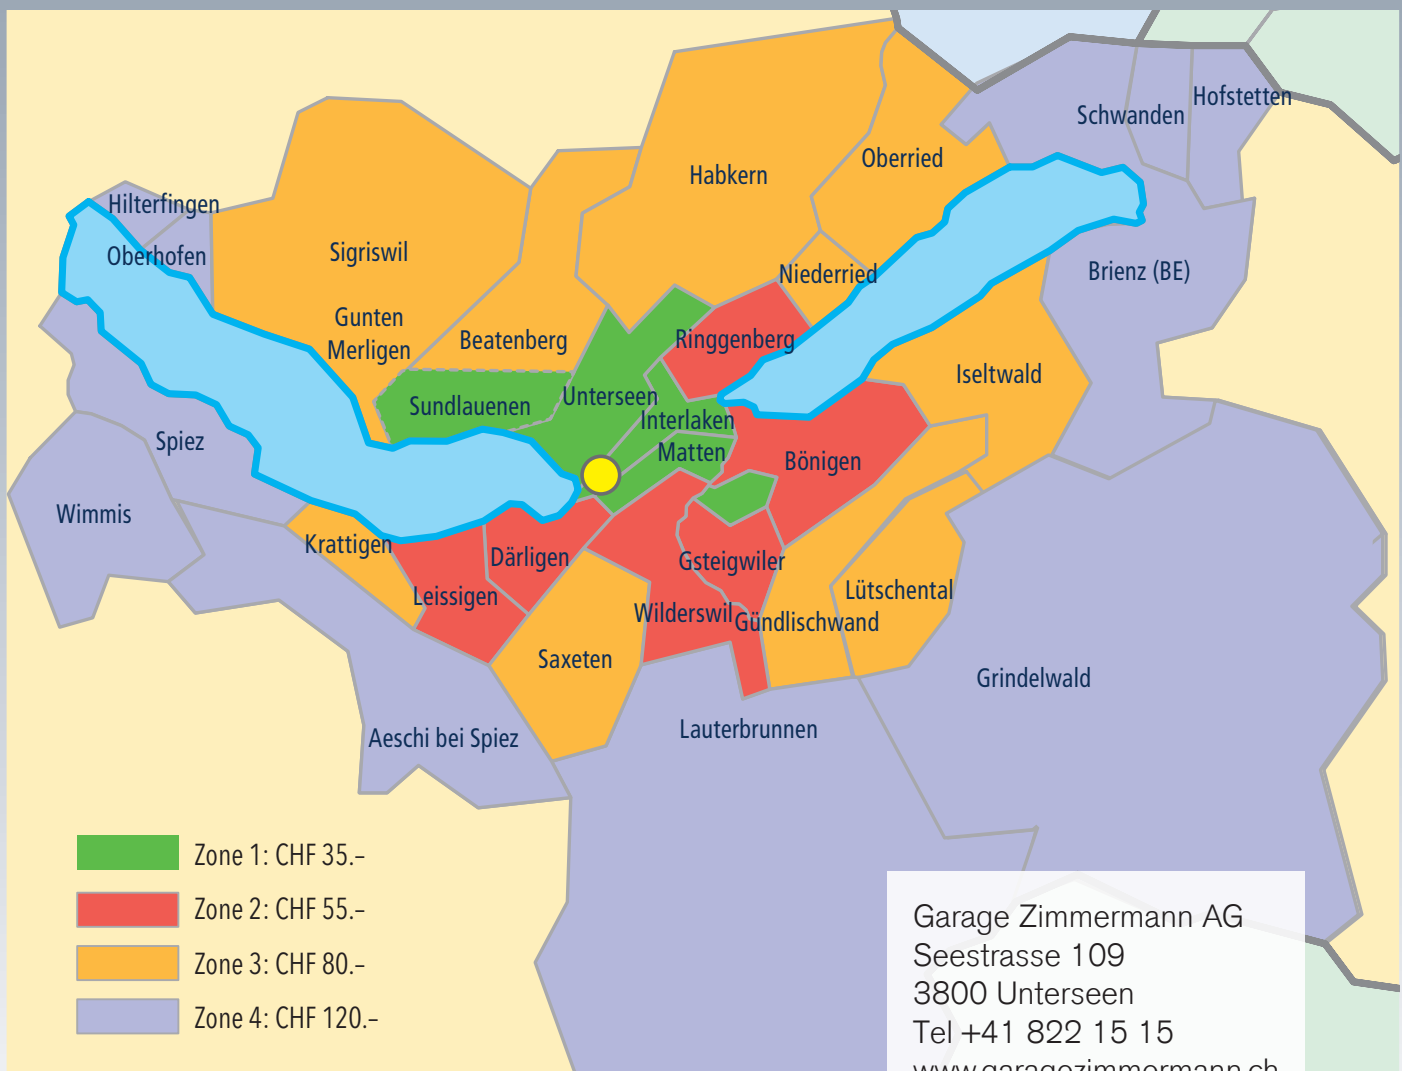 Hofstetten
Schwanden
Oberried
Habkern
Hilterfingen
Oberhofen
Sigriswil
Niederried
Brienz (BE)
Gunten
Merligen
Beatenberg
Ringgenberg
Iseltwald
Sundlauenen
Unterseen
Interlaken
Matten
Bönigen
Spiez
Wimmis
Krattigen
Därligen
Gsteigwiler
Leissigen
Lütschental
Wilderswil
Gündlischwand
Saxeten
Grindelwald
Lauterbrunnen
Aeschi bei Spiez
Zone 1: CHF 35.–
Zone 2: CHF 55.–
Zone 3: CHF 80.–
Zone 4: CHF 120.–
Garage Zimmermann AG
Seestrasse 109
3800 Unterseen
Tel +41 822 15 15
www.garagezimmermann.ch